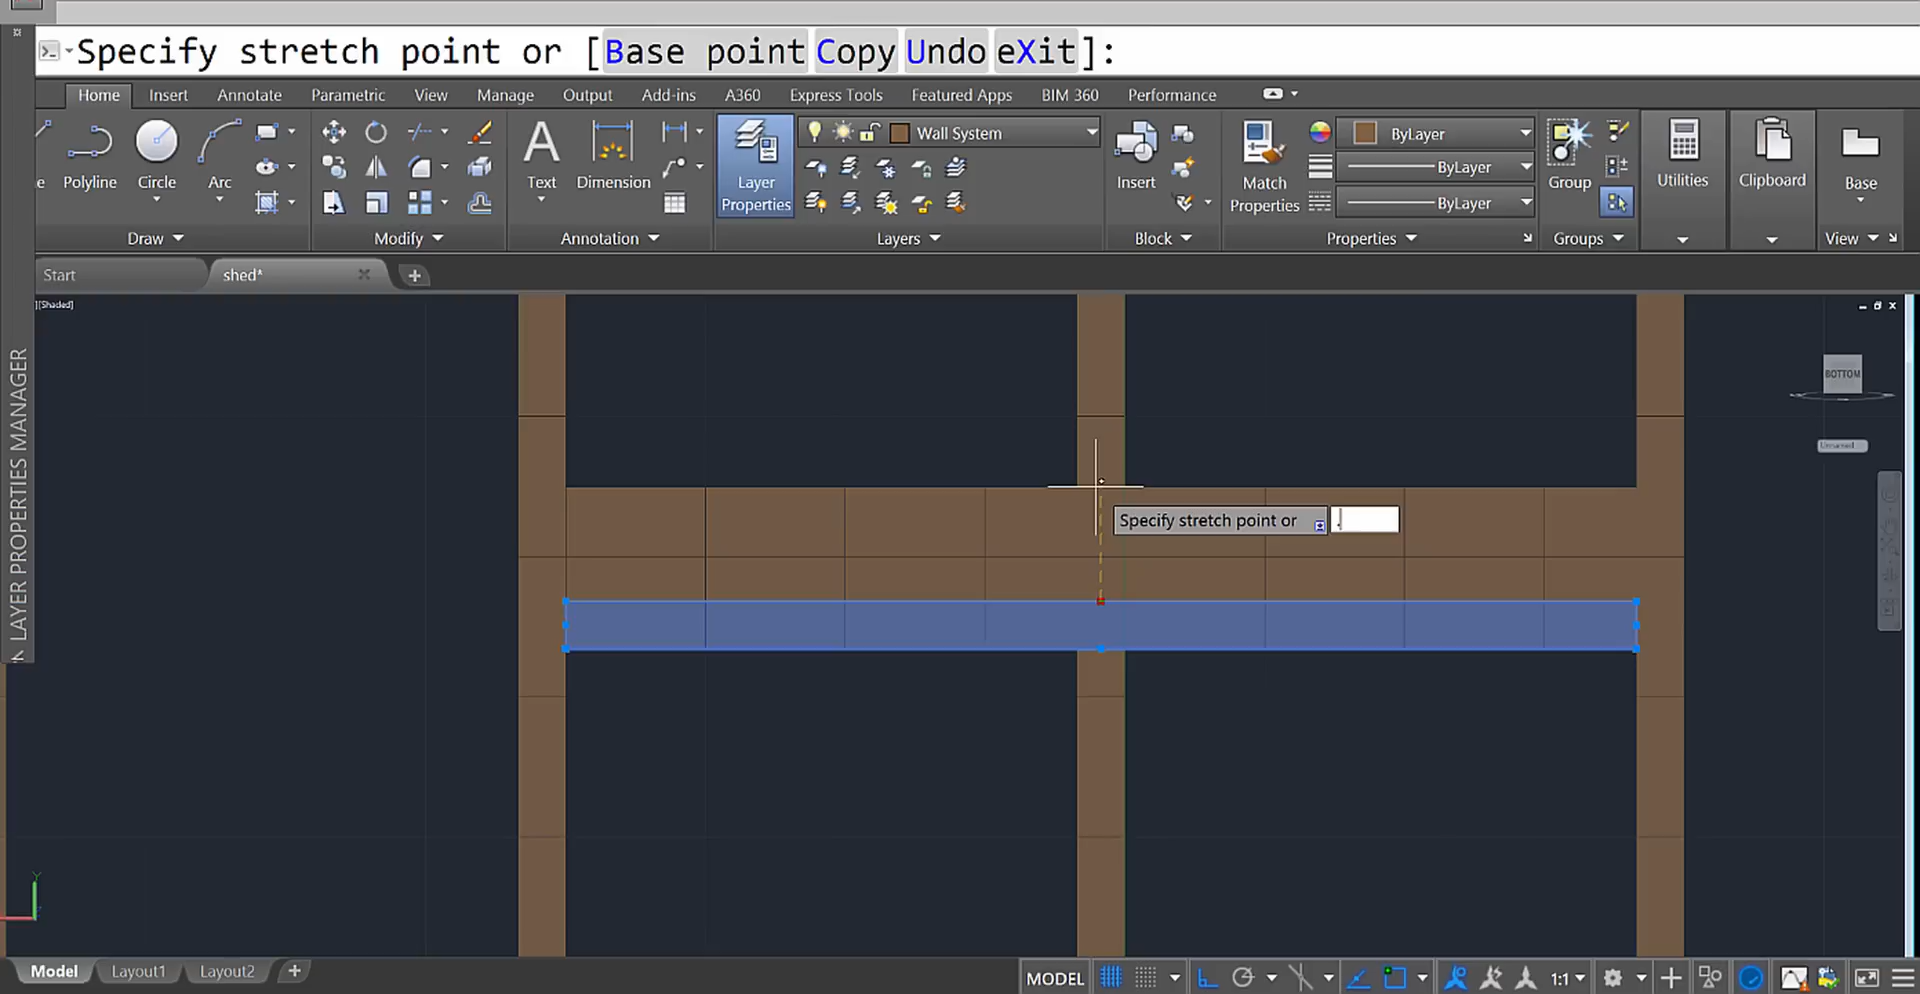 Specify stretch point or [Base point Copy Undo eXit]:
Home Insert Annotate Parametric View Manage Output Add-ins A360 Express Tools Featured Apps BIM 360 Performance
Wall System
ByLayer
ByLayer
ByLayer
e Polyline Circle Arc
Text Dimension
Layer Properties
Insert
Match Properties
Group
Utilities
Clipboard
Base
Draw Modify Annotation Layers Block Properties Groups View
Start shed*
][Shaded]
LAYER PROPERTIES MANAGER
BOTTOM
Unnamed
Specify stretch point or .
Y
Model Layout1 Layout2
MODEL 1:1